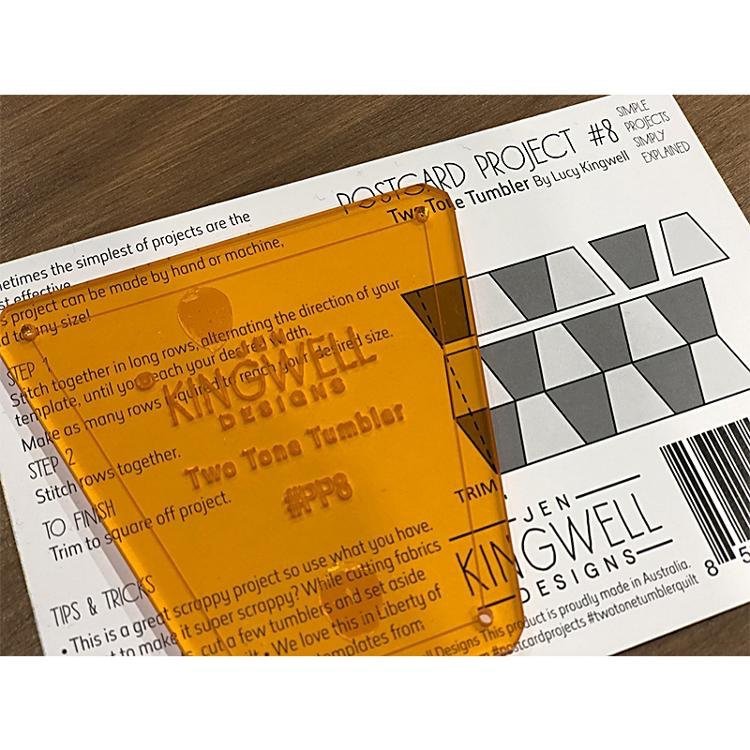 POSTCARD PROJECT #8
Two Tone Tumbler By Lucy Kingwell
SIMPLE
PROJECTS
SIMPLY
EXPLAINED
etimes the simplest of projects are the
st effective.
s project can be made by hand or machine,
d to any size!
STEP 1
Stitch together in long rows, alternating the direction of your
template, until you reach your desired width.
Make as many rows required to reach your desired size.
STEP 2
Stitch rows together.
TO FINISH
Trim to square off project.
TIPS & TRICKS
• This is a great scrappy project so use what you have.
t to make it super scrappy? While cutting fabrics
cut a few tumblers and set aside
We love this in Liberty of
templates from
JEN
KINGWELL
DESIGNS
Two Tone Tumbler
#PP8
TRIM
JEN
KINGWELL
DESIGNS
ll Designs This product is proudly made in Australia.
#postcardprojects #twotonetumblerquilt
8 5